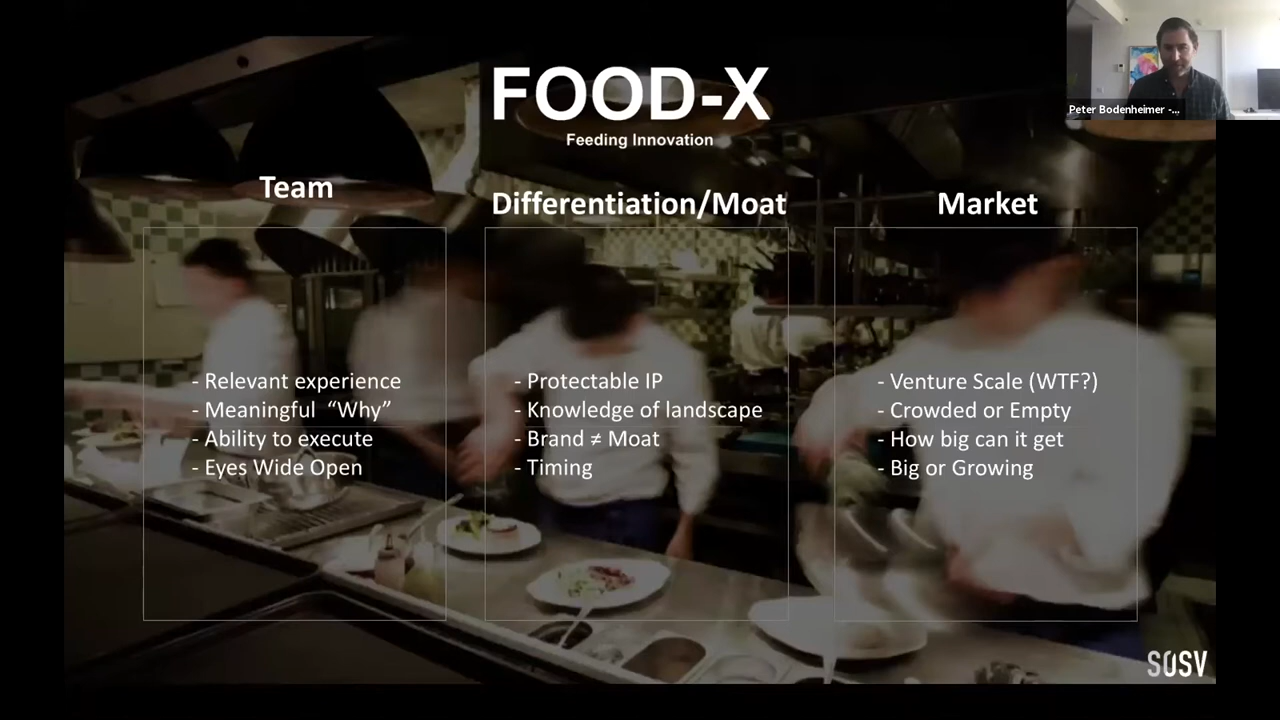 FOOD-X
Feeding Innovation
Peter Bodenheimer -...
Team
- Relevant experience
- Meaningful  “Why”
- Ability to execute
- Eyes Wide Open
Differentiation/Moat
- Protectable IP
- Knowledge of landscape
- Brand ≠ Moat
- Timing
Market
- Venture Scale (WTF?)
- Crowded or Empty
- How big can it get
- Big or Growing
SOSV